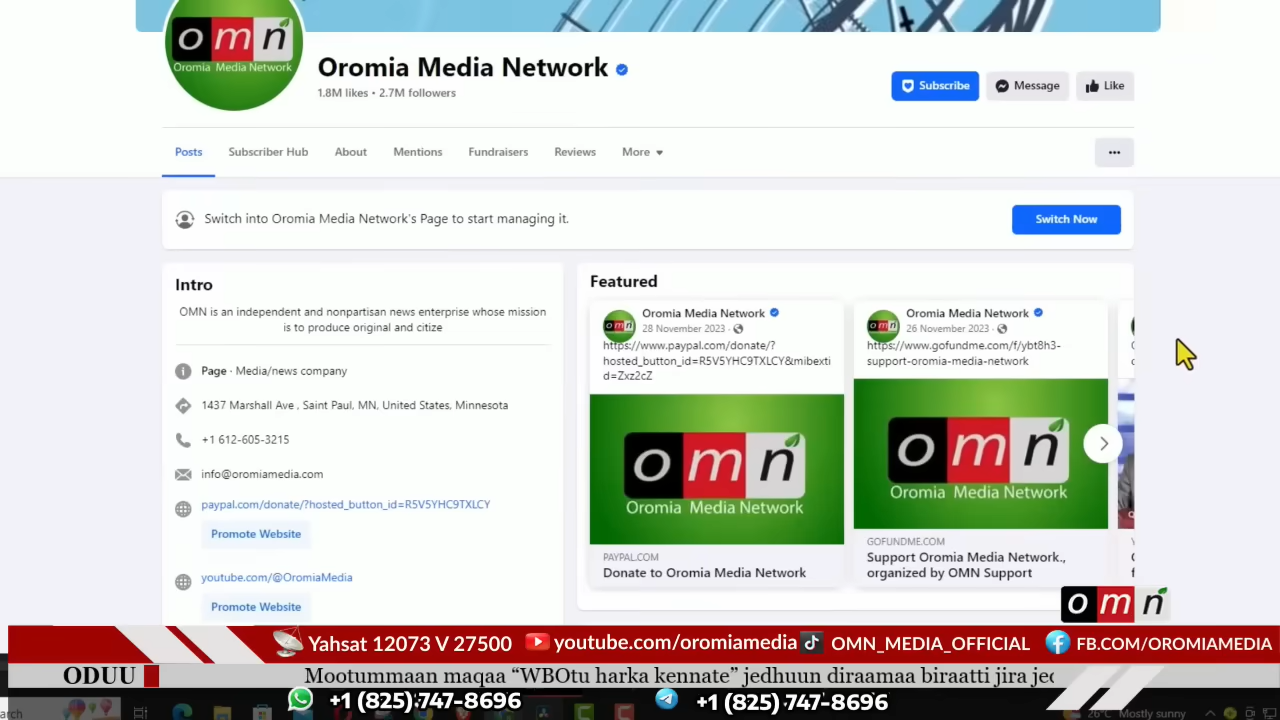 omn
Oromia Media Network
Oromia Media Network
1.8M likes • 2.7M followers
Subscribe
Message
Like
Posts
Subscriber Hub
About
Mentions
Fundraisers
Reviews
More
Switch into Oromia Media Network's Page to start managing it.
Switch Now
Intro
OMN is an independent and nonpartisan news enterprise whose mission
is to produce original and citize
Page · Media/news company
1437 Marshall Ave , Saint Paul, MN, United States, Minnesota
+1 612-605-3215
info@oromiamedia.com
paypal.com/donate/?hosted_button_id=R5V5YHC9TXLCY
Promote Website
youtube.com/@OromiaMedia
Promote Website
Featured
omn
Oromia Media Network
28 November 2023
https://www.paypal.com/donate/?
hosted_button_id=R5V5YHC9TXLCY&mibexti
d=Zxz2cZ
omn
Oromia Media Network
PAYPAL.COM
Donate to Oromia Media Network
omn
Oromia Media Network
26 November 2023
https://www.gofundme.com/f/ybt8h3-
support-oromia-media-network
omn
Oromia Media Network
GOFUNDME.COM
Support Oromia Media Network.,
organized by OMN Support
omn
Yahsat 12073 V 27500
youtube.com/oromiamedia
OMN_MEDIA_OFFICIAL
FB.COM/OROMIAMEDIA
ODUU
Mootummaan maqaa “WBOtu harka kennate” jedhuun diraamaa biraatti jira jed
+1 (825) 747-8696
+1 (825) 747-8696
26°C Mostly sunny